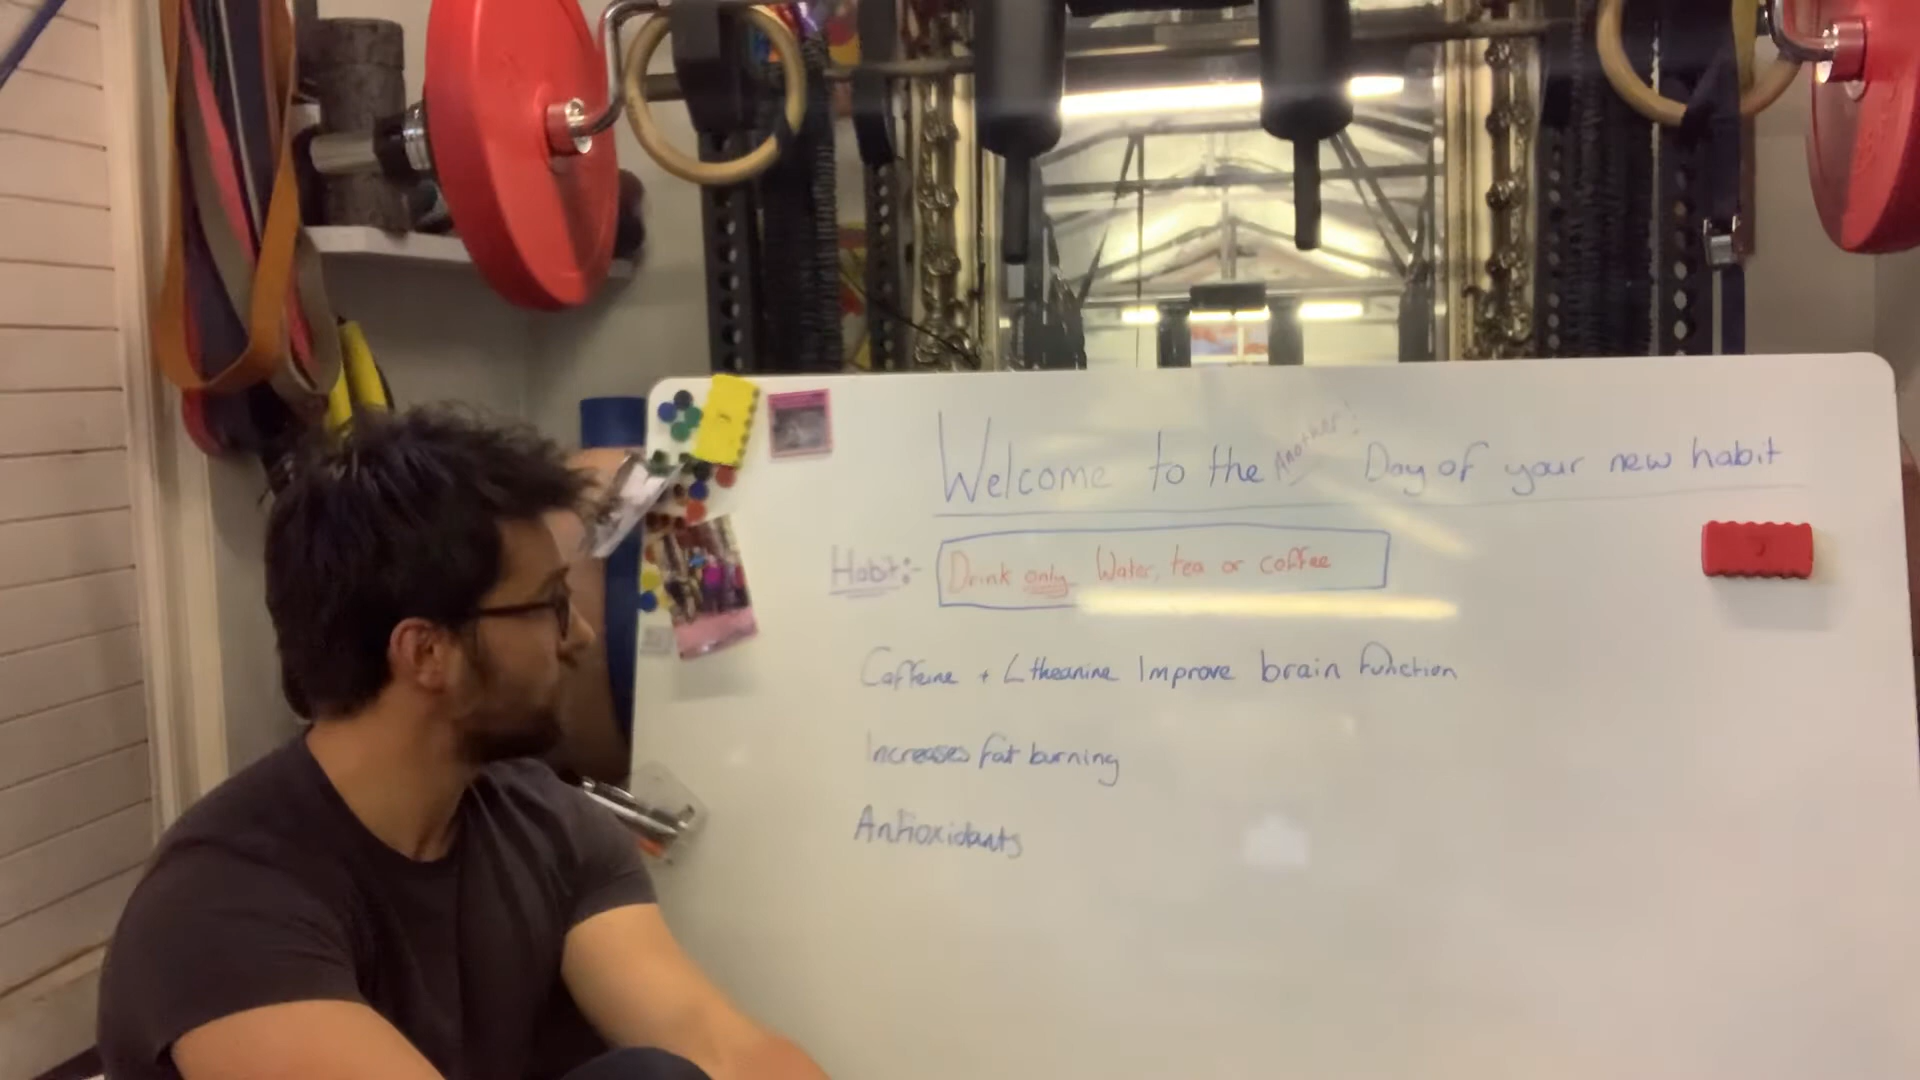 Welcome to the Another! Day of your new habit
Habit:- Drink only Water, tea or coffee
Caffeine + L theanine Improve brain function
Increases fat burning
Antioxidants